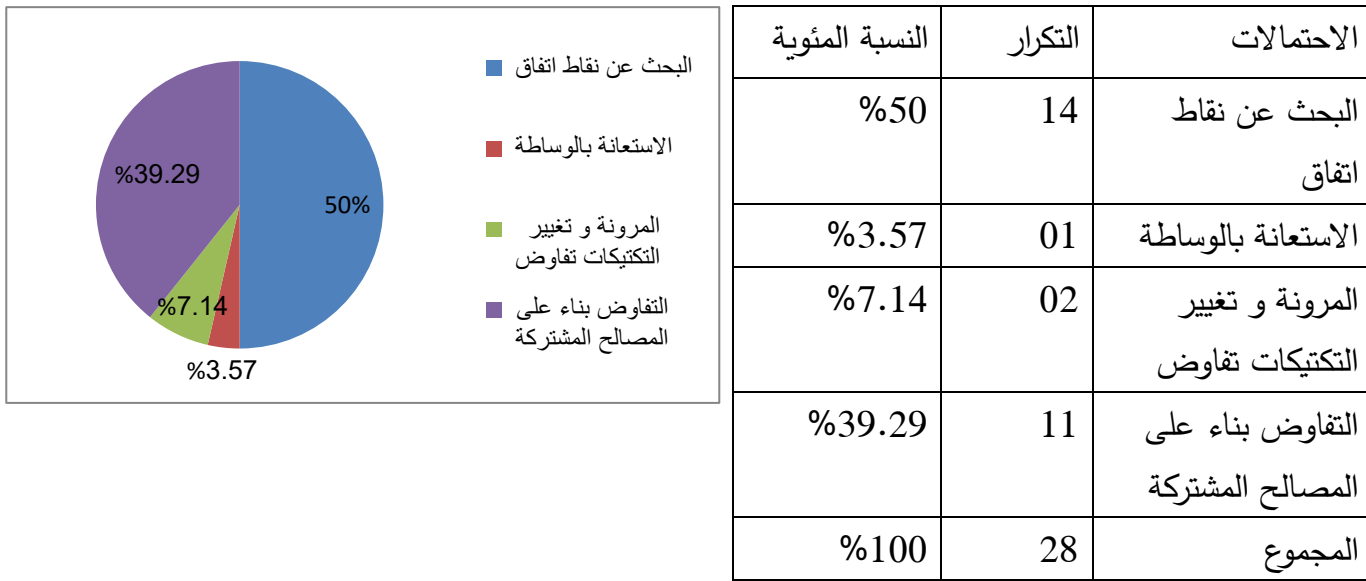 البحث عن نقاط اتفاق
الاستعانة بالوساطة
المرونة و تغيير
التكتيكات تفاوض
التفاوض بناء على
المصالح المشتركة
50%
%39.29
%7.14
%3.57
الاحتمالات التكرار النسبة المئوية
البحث عن نقاط 14 %50
اتفاق
الاستعانة بالوساطة 01 %3.57
المرونة و تغيير 02 %7.14
التكتيكات تفاوض
التفاوض بناء على 11 %39.29
المصالح المشتركة
المجموع 28 %100